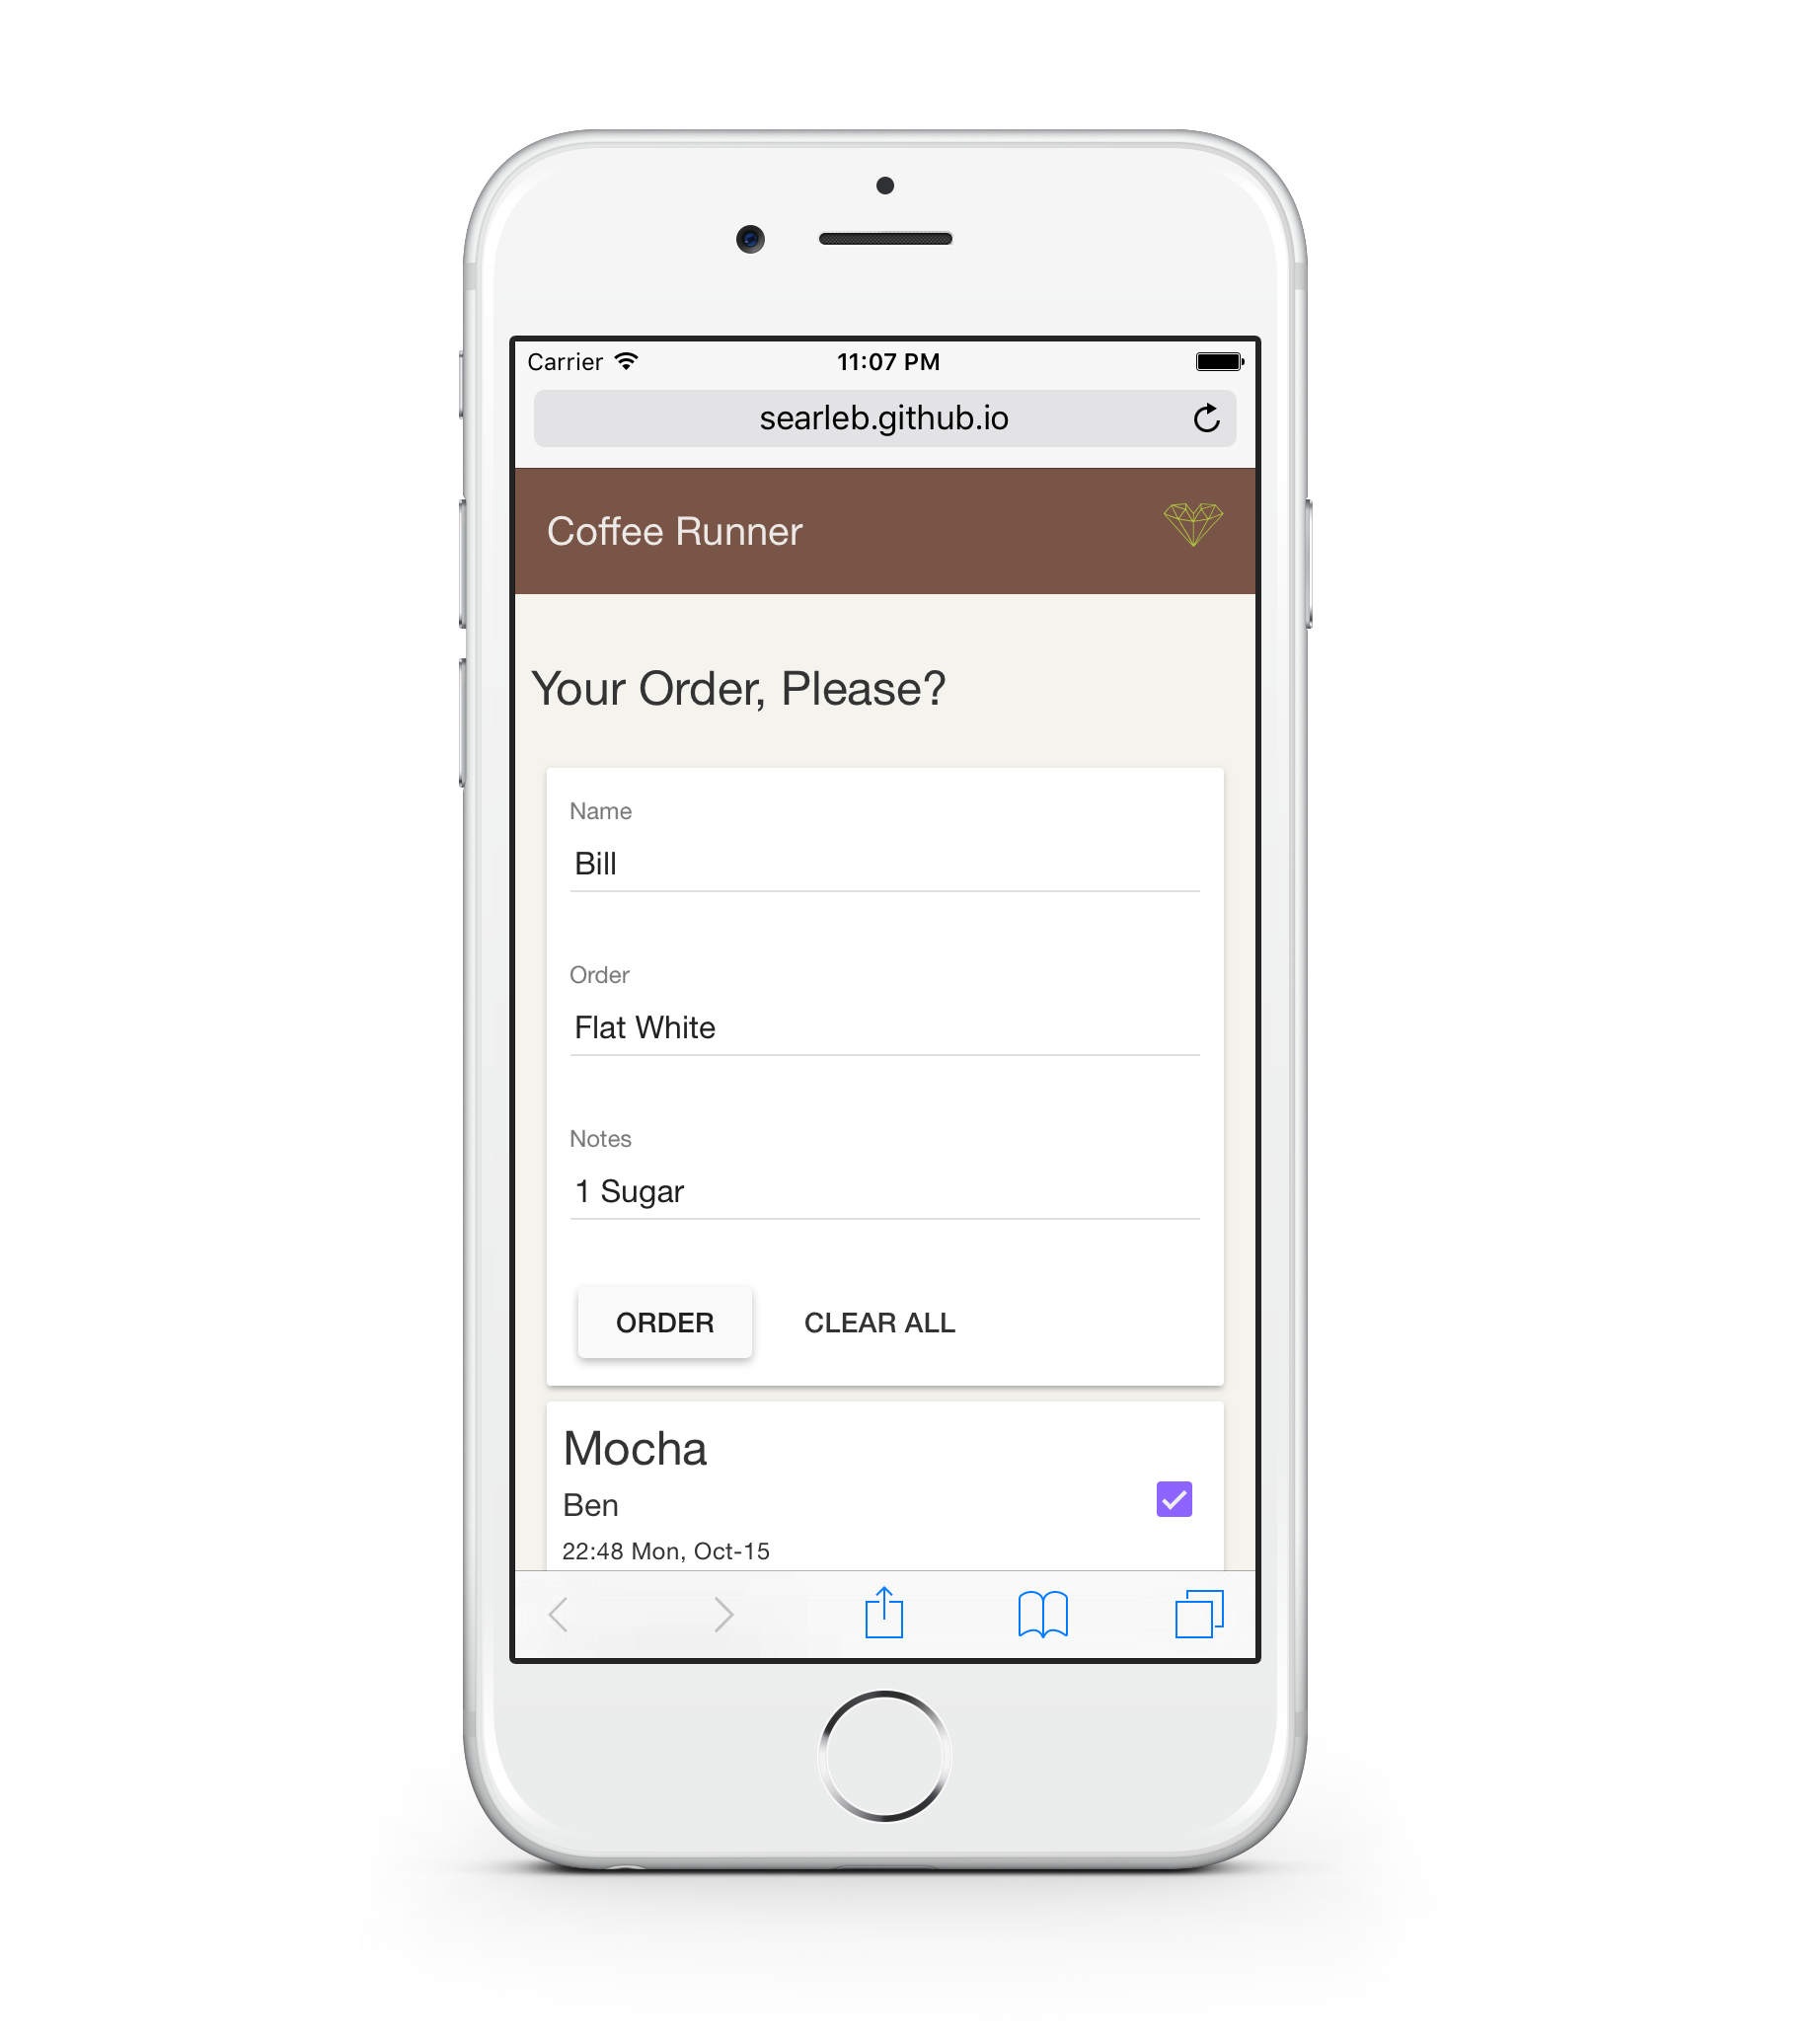 Carrier 11:07 PM
searleb.github.io
Coffee Runner
Your Order, Please?
Name
Bill
Order
Flat White
Notes
1 Sugar
ORDER CLEAR ALL
Mocha
Ben
22:48 Mon, Oct-15